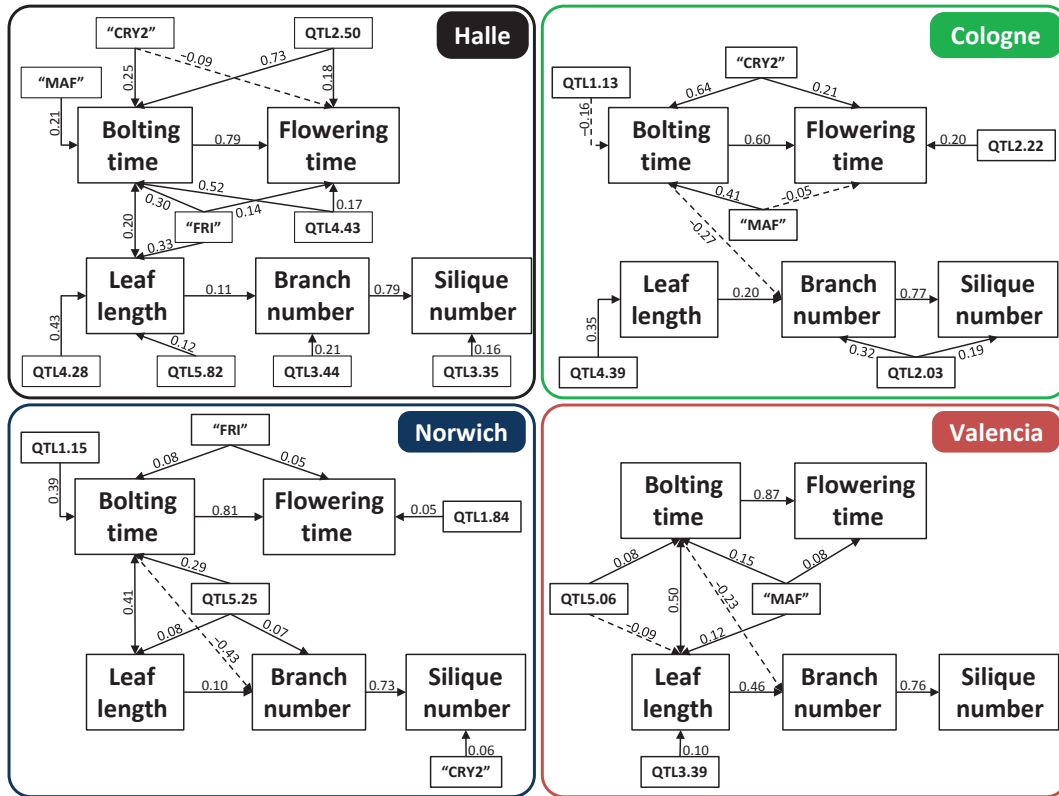 Halle
“CRY2”
QTL2.50
−0.09
0.73
0.25
0.18
“MAF”
0.21
Bolting
time
0.79
Flowering
time
0.52
0.30
0.14
0.17
0.20
“FRI”
QTL4.43
0.33
Leaf
length
0.11
Branch
number
0.79
Silique
number
0.43
0.12
0.21
0.16
QTL4.28
QTL5.82
QTL3.44
QTL3.35
Cologne
“CRY2”
QTL1.13
0.64
0.21
−0.16
Bolting
time
0.60
Flowering
time
0.20
QTL2.22
0.41
−0.05
“MAF”
−0.27
Leaf
length
0.20
Branch
number
0.77
Silique
number
0.35
0.32
0.19
QTL4.39
QTL2.03
Norwich
“FRI”
QTL1.15
0.08
0.05
0.39
Bolting
time
0.81
Flowering
time
0.05
QTL1.84
0.29
0.41
QTL5.25
0.08
−0.43
0.07
Leaf
length
0.10
Branch
number
0.73
Silique
number
0.06
“CRY2”
Valencia
Bolting
time
0.87
Flowering
time
0.08
0.15
0.08
QTL5.06
0.50
−0.23
“MAF”
−0.09
0.12
Leaf
length
0.46
Branch
number
0.76
Silique
number
0.10
QTL3.39